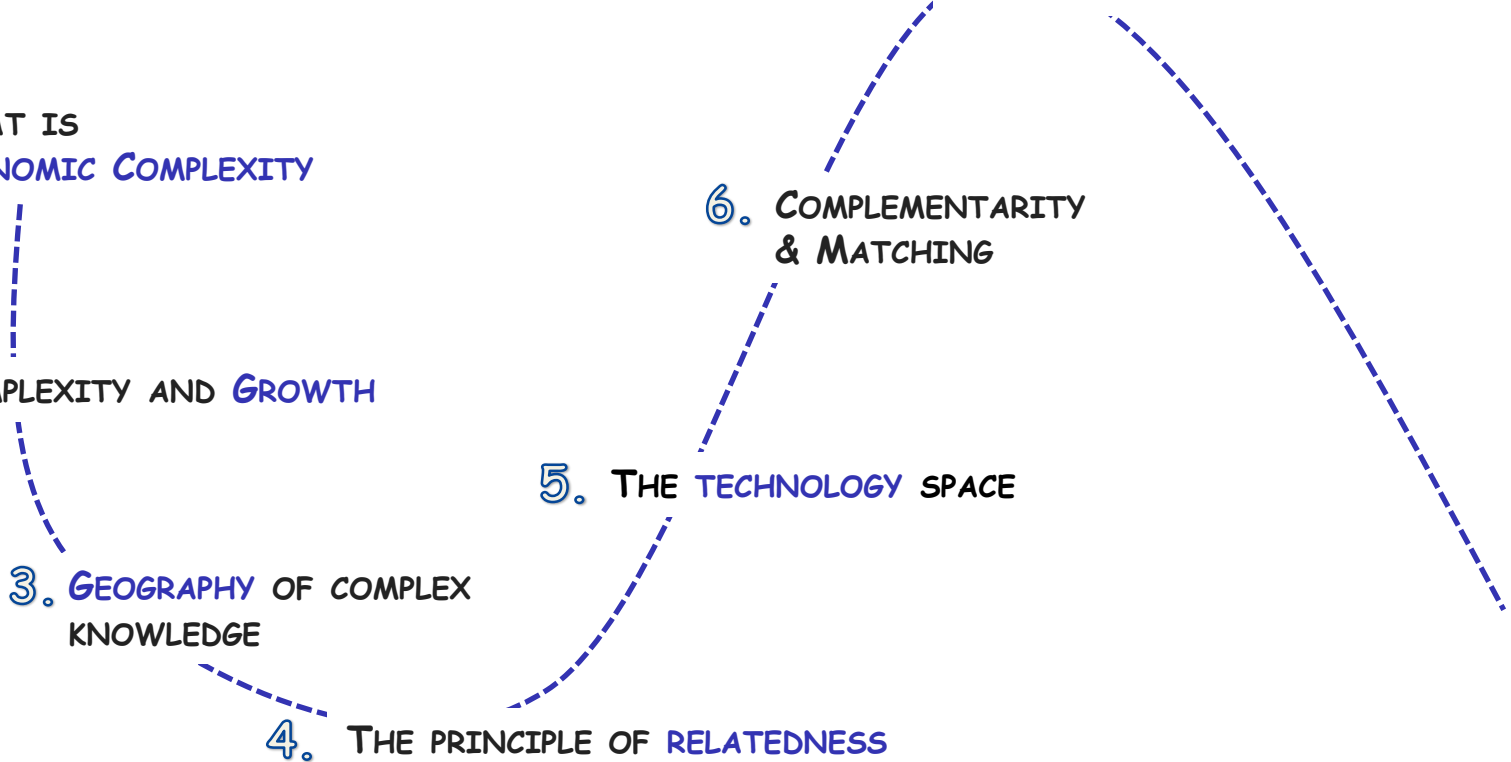 AT IS
NOMIC COMPLEXITY
PLEXITY AND GROWTH
3. GEOGRAPHY OF COMPLEX
KNOWLEDGE
4. THE PRINCIPLE OF RELATEDNESS
5. THE TECHNOLOGY SPACE
6. COMPLEMENTARITY
& MATCHING